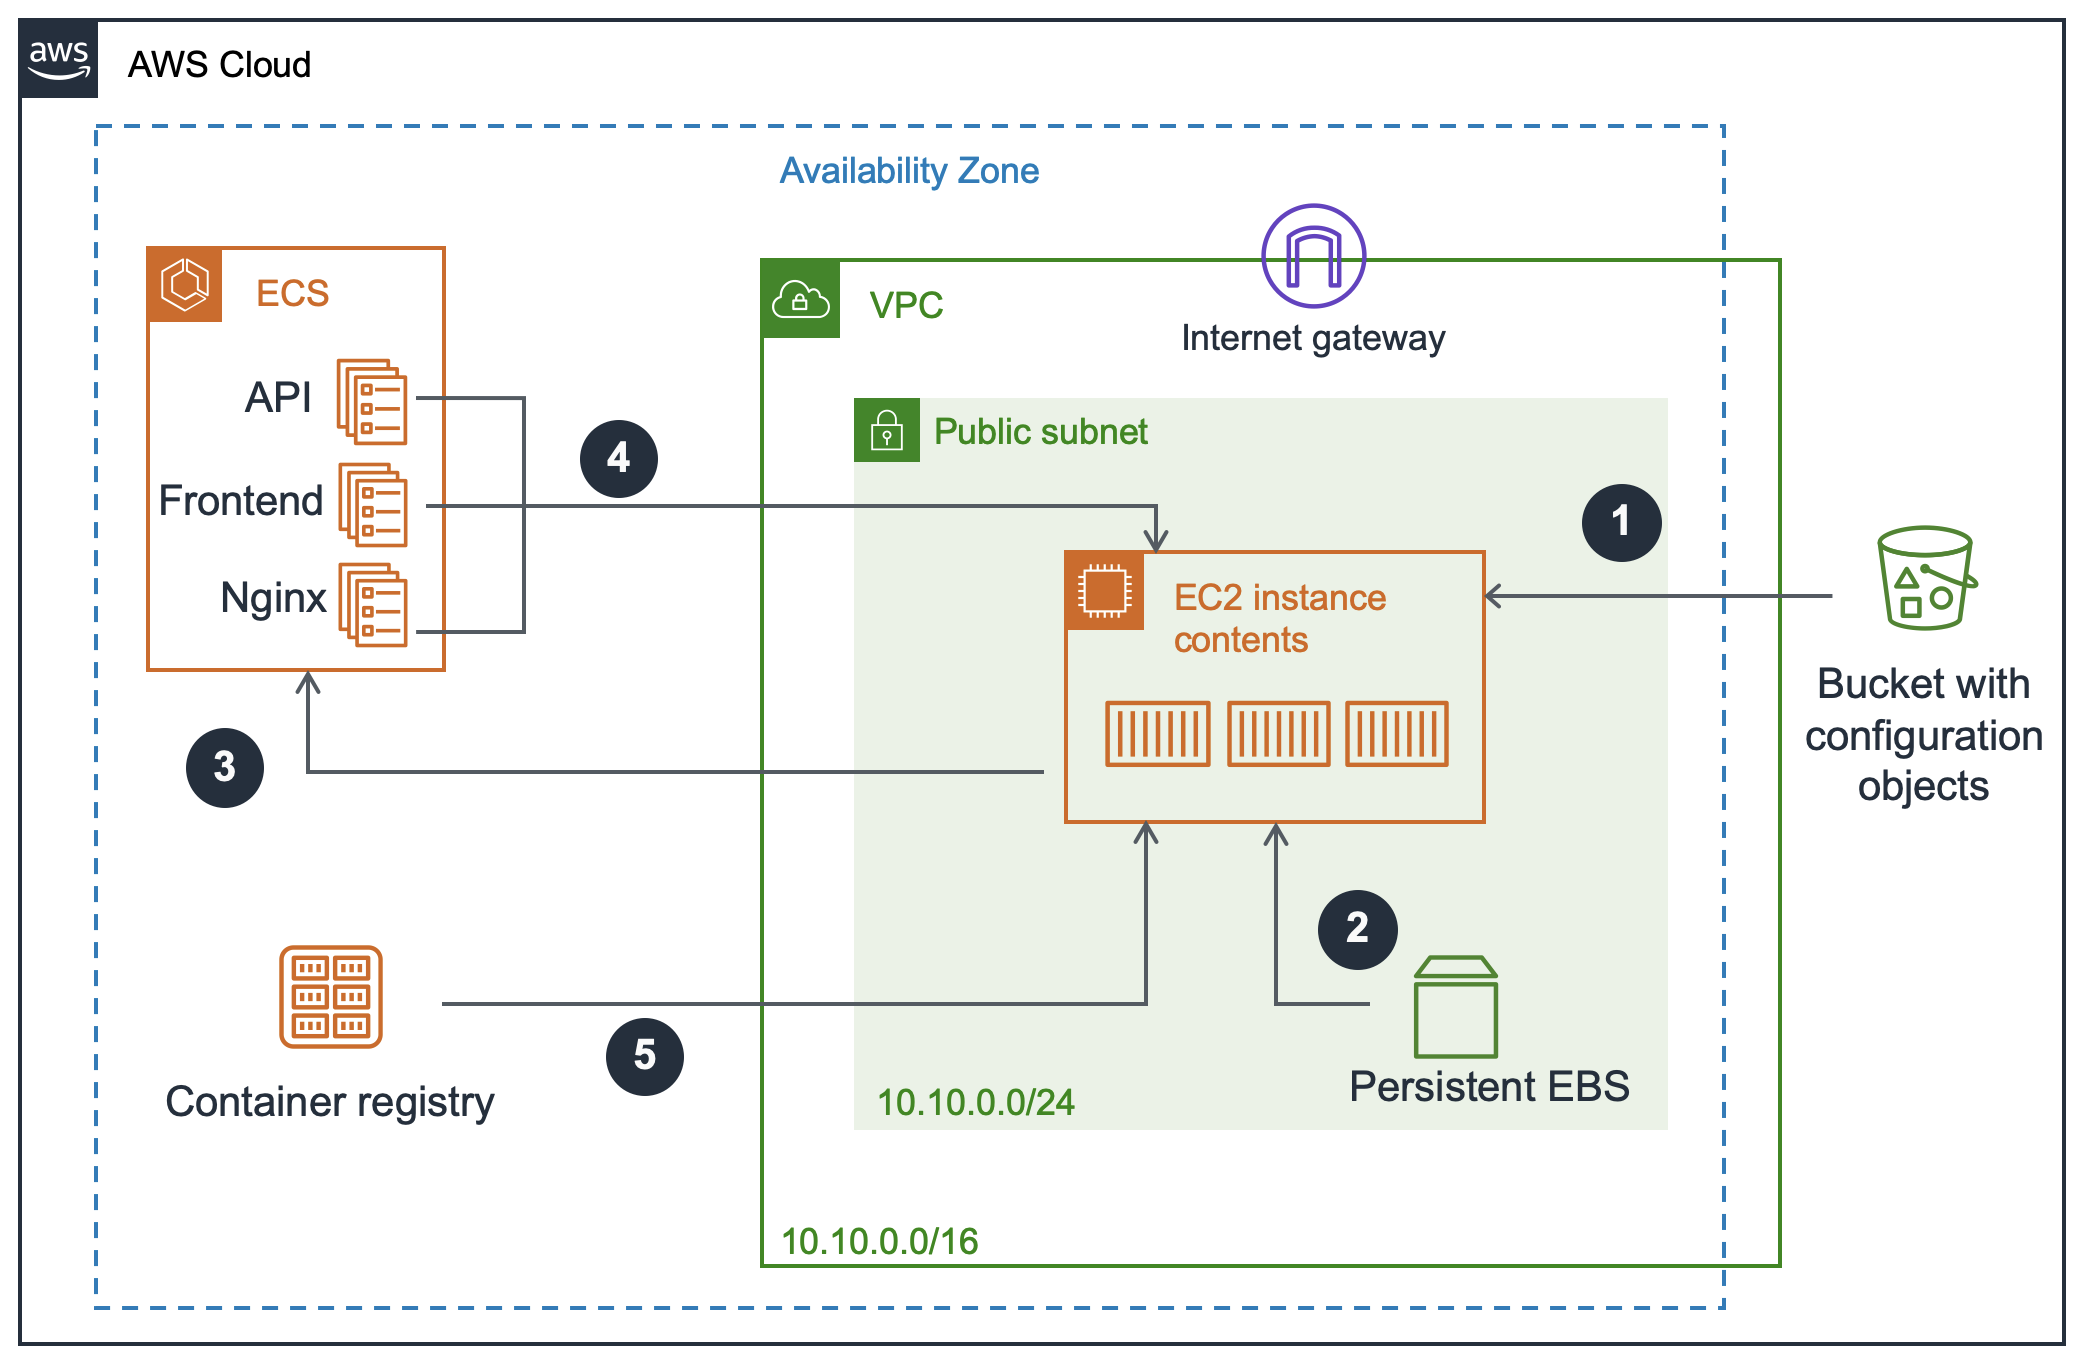 aws
AWS Cloud
Availability Zone
ECS
API
Frontend
Nginx
4
3
VPC
Internet gateway
Public subnet
1
EC2 instance
contents
Bucket with
configuration
objects
2
Persistent EBS
Container registry
5
10.10.0.0/24
10.10.0.0/16